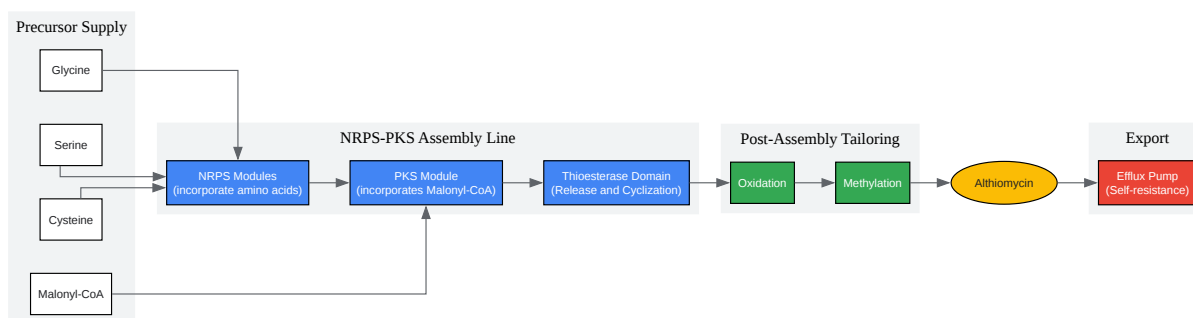 Precursor Supply
Glycine
Serine
Cysteine
Malonyl-CoA
NRPS-PKS Assembly Line
NRPS Modules
(incorporate amino acids)
PKS Module
(incorporates Malonyl-CoA)
Thioesterase Domain
(Release and Cyclization)
Post-Assembly Tailoring
Oxidation
Methylation
Althiomycin
Export
Efflux Pump
(Self-resistance)